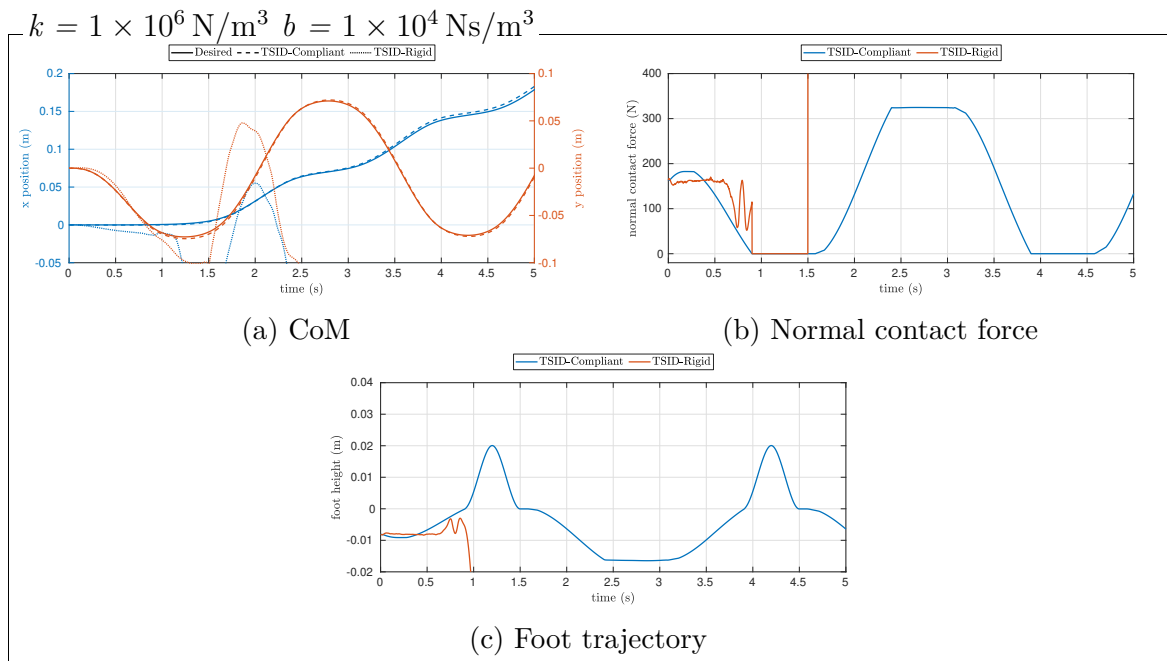 k = 1 × 10⁶ N/m³ b = 1 × 10⁴ Ns/m³
Desired TSID-Compliant TSID-Rigid
0.2
0.15
0.1
0.05
0
-0.05
x position (m)
0.1
0.05
0
-0.05
-0.1
y position (m)
0 0.5 1 1.5 2 2.5 3 3.5 4 4.5 5
time (s)
(a) CoM
TSID-Compliant TSID-Rigid
400
300
200
100
0
normal contact force (N)
0 0.5 1 1.5 2 2.5 3 3.5 4 4.5 5
time (s)
(b) Normal contact force
TSID-Compliant TSID-Rigid
0.04
0.03
0.02
0.01
0
-0.01
-0.02
foot height (m)
0 0.5 1 1.5 2 2.5 3 3.5 4 4.5 5
time (s)
(c) Foot trajectory